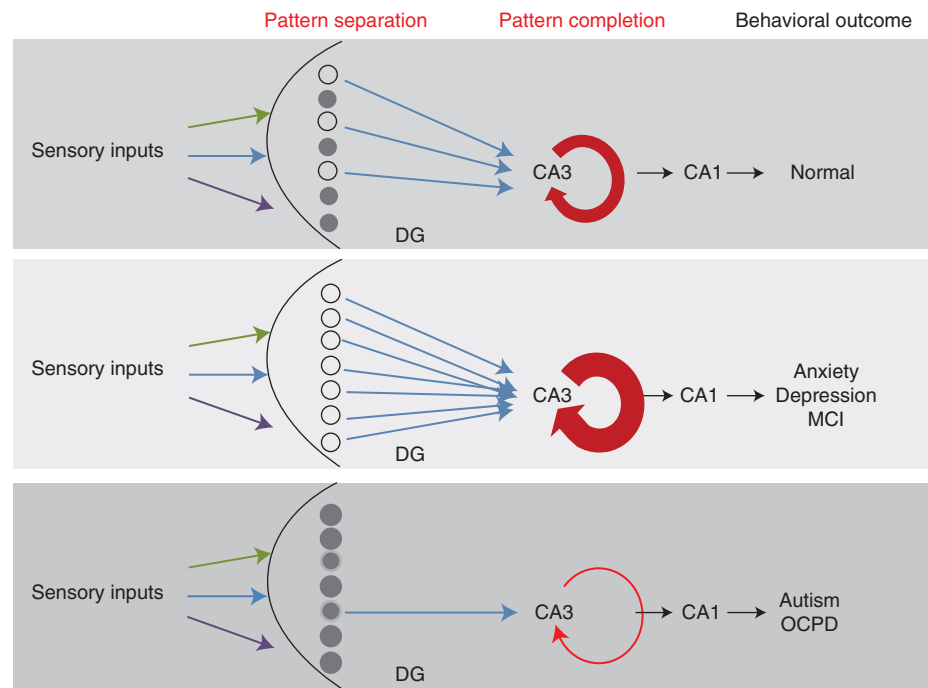 Pattern separation
Pattern completion
Behavioral outcome
Sensory inputs
DG
CA3
CA1
Normal
Sensory inputs
DG
CA3
CA1
Anxiety
Depression
MCI
Sensory inputs
DG
CA3
CA1
Autism
OCPD